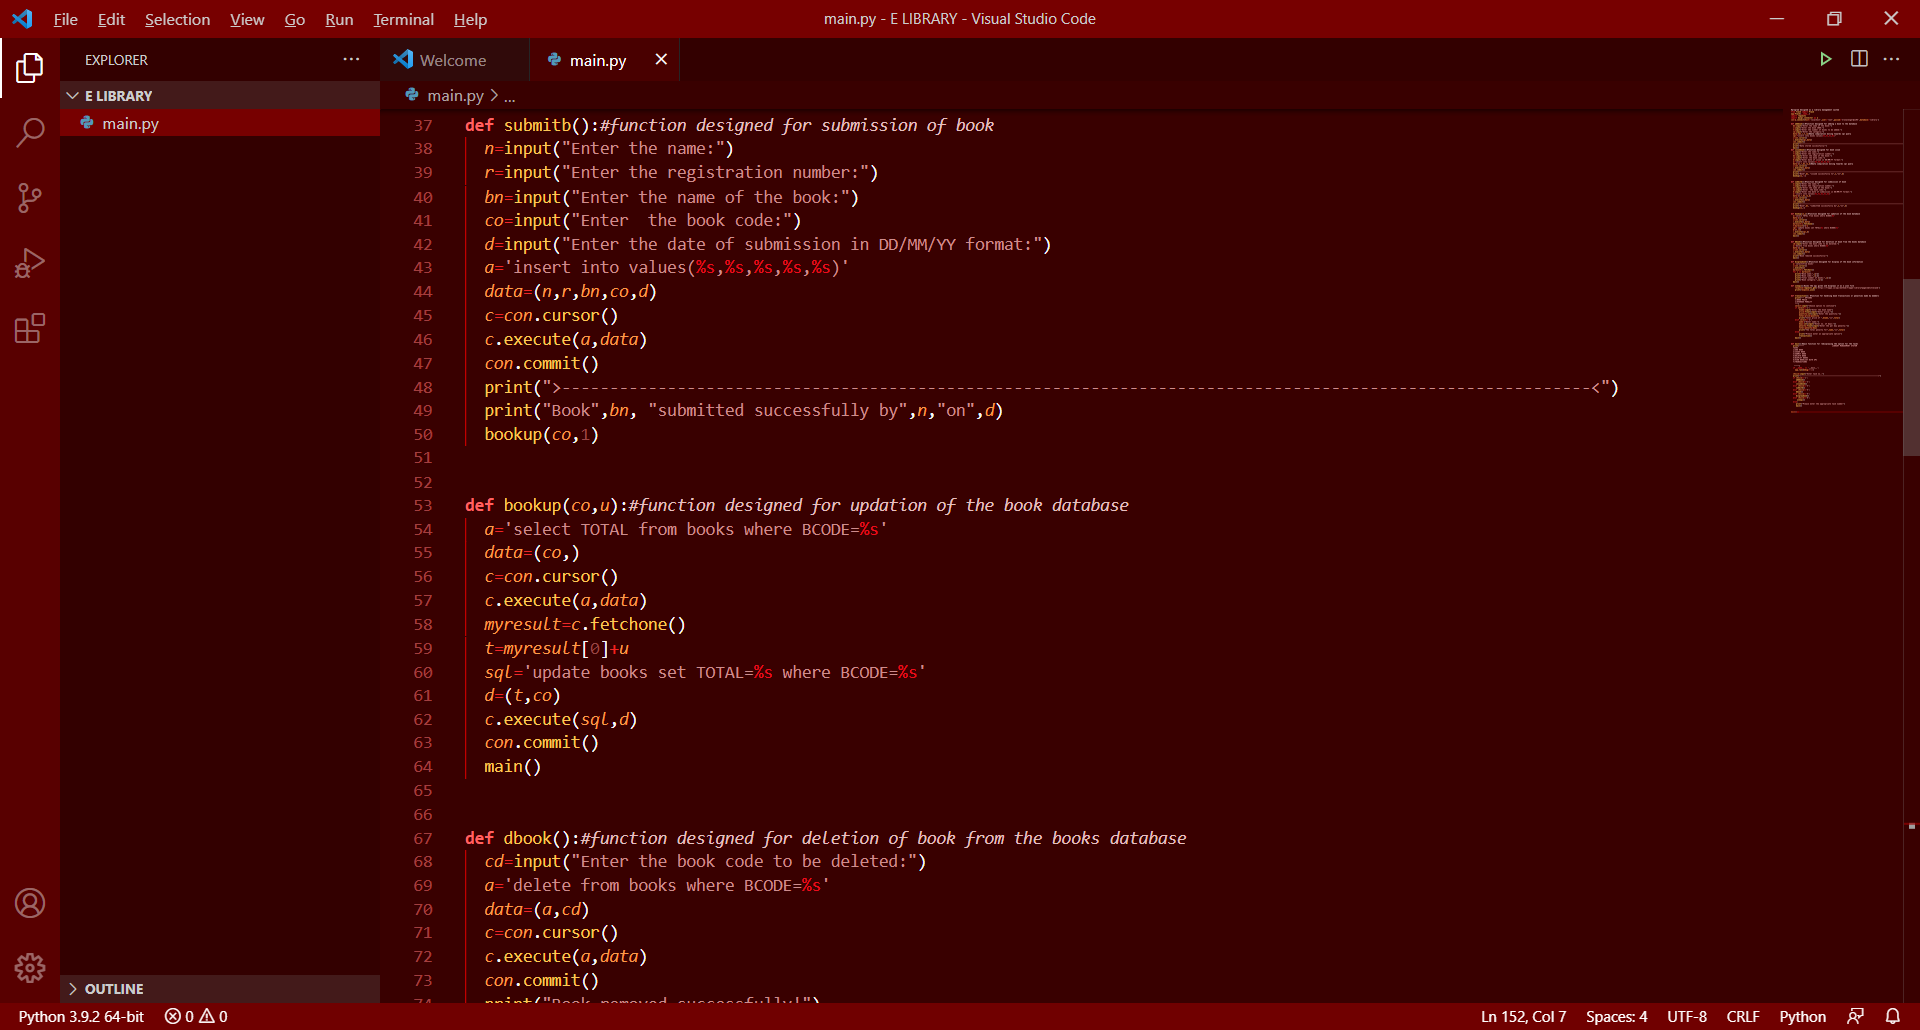 File Edit Selection View Go Run Terminal Help
main.py - E LIBRARY - Visual Studio Code
EXPLORER
E LIBRARY
main.py
OUTLINE
Welcome
main.py
main.py > ...
37 def submitb():#function designed for submission of book
38 n=input("Enter the name:")
39 r=input("Enter the registration number:")
40 bn=input("Enter the name of the book:")
41 co=input("Enter  the book code:")
42 d=input("Enter the date of submission in DD/MM/YY format:")
43 a='insert into values(%s,%s,%s,%s,%s)'
44 data=(n,r,bn,co,d)
45 c=con.cursor()
46 c.execute(a,data)
47 con.commit()
48 print(">-----------------------------------------------------------------------------------------------------------<")
49 print("Book",bn, "submitted successfully by",n,"on",d)
50 bookup(co,1)
51
52
53 def bookup(co,u):#function designed for updation of the book database
54 a='select TOTAL from books where BCODE=%s'
55 data=(co,)
56 c=con.cursor()
57 c.execute(a,data)
58 myresult=c.fetchone()
59 t=myresult[0]+u
60 sql='update books set TOTAL=%s where BCODE=%s'
61 d=(t,co)
62 c.execute(sql,d)
63 con.commit()
64 main()
65
66
67 def dbook():#function designed for deletion of book from the books database
68 cd=input("Enter the book code to be deleted:")
69 a='delete from books where BCODE=%s'
70 data=(a,cd)
71 c=con.cursor()
72 c.execute(a,data)
73 con.commit()
74 print("Book removed successfully!")
Python 3.9.2 64-bit 0 0
Ln 152, Col 7 Spaces: 4 UTF-8 CRLF Python